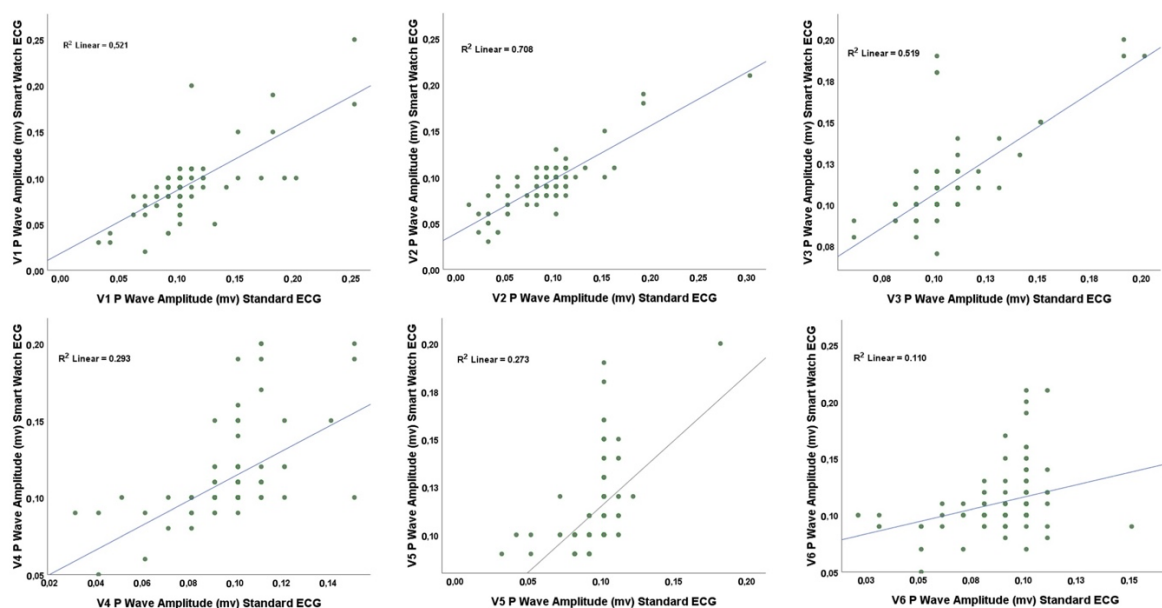 V1 P Wave Amplitude (mv) Smart Watch ECG
0,25
0,20
0,15
0,10
0,05
0,00
R² Linear = 0,521
0.00 0,05 0,10 0,15 0,20 0,25
V1 P Wave Amplitude (mv) Standard ECG
V2 P Wave Amplitude (mv) Smart Watch ECG
0,25
0,20
0,15
0,10
0,05
0,00
R² Linear = 0.708
0.00 0.05 0.10 0.15 0.20 0.25 0.30
V2 P Wave Amplitude (mv) Standard ECG
V3 P Wave Amplitude (mv) Smart Watch ECG
0,20
0,18
0,15
0,13
0,10
0,08
R² Linear = 0.519
0.08 0.10 0.13 0.15 0.18 0.20
V3 P Wave Amplitude (mv) Standard ECG
V4 P Wave Amplitude (mv) Smart Watch ECG
0,20
0,15
0,10
0,05
R² Linear = 0.293
0.02 0,04 0,06 0,08 0,10 0,12 0,14
V4 P Wave Amplitude (mv) Standard ECG
V5 P Wave Amplitude (mv) Smart Watch ECG
0,20
0,18
0,15
0,13
0,10
R² Linear = 0.273
0.00 0,05 0,10 0,15 0,20
V5 P Wave Amplitude (mv) Standard ECG
V6 P Wave Amplitude (mv) Smart Watch ECG
0,25
0,20
0,15
0,10
0,05
R² Linear = 0.110
0,03 0,05 0,08 0,10 0,13 0,15
V6 P Wave Amplitude (mv) Standard ECG